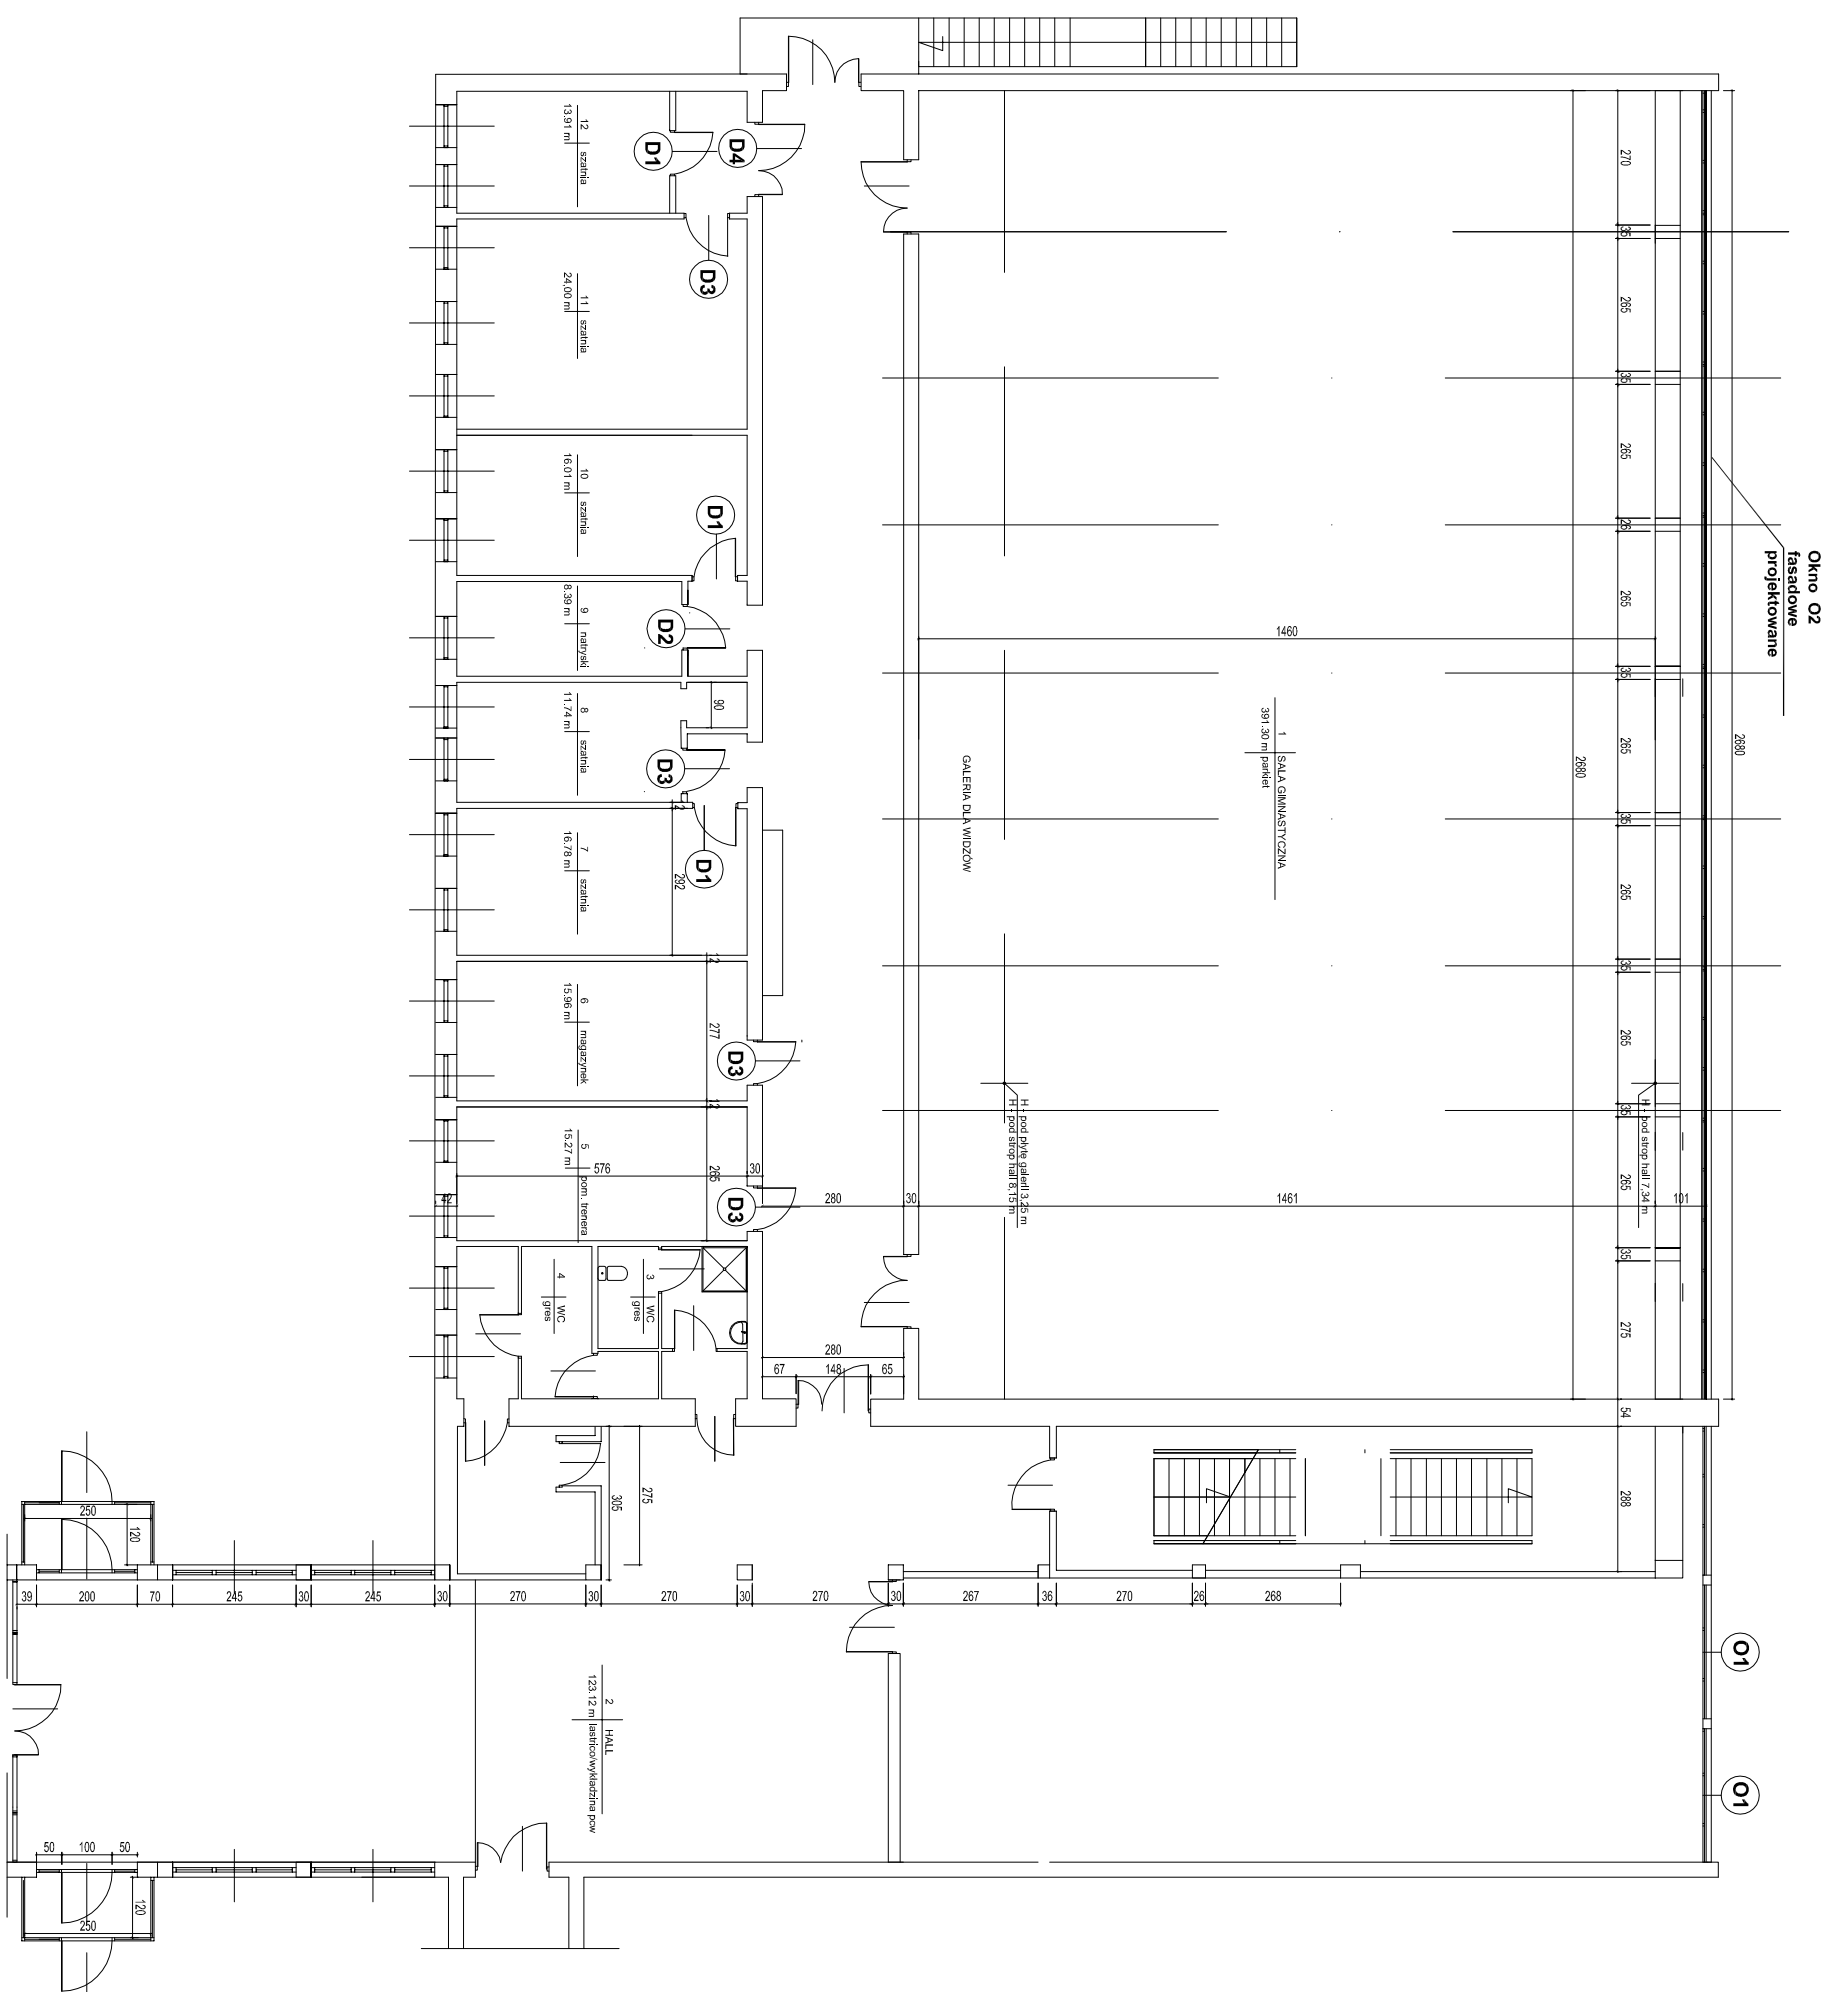 Okno O2
fasadowe
projektowane
O1
O1
2680
2680
270
35
265
35
265
26
265
35
265
35
265
35
265
35
265
35
275
54
288
H - pod strop hall 7,34 m
1460
1461
101
1 SALA GIMNASTYCZNA
391.30 m parkiet
GALERIA DLA WIDZÓW
H - pod płytę galerii 3,25 m
H - pod strop hall 8,15 m
280
30
280
67
148
65
12 szatnia
13.91 m
D1
D4
11 szatnia
24,00 m
D3
10 szatnia
16.01 m
D1
9 natryski
8.39 m
D2
8 szatnia
11.74 m
90
D3
7 szatnia
16.78 m
D1
12
292
6 magazynek
15.96 m
12
277
D3
5 pom. trenera
15.27 m
12
576
265
30
42
D3
4 WC
gres
3 WC
gres
305
275
250
120
39
200
70
245
30
245
30
270
30
270
30
270
30
267
36
270
26
268
2 HALL
123.12 m lastrico/wykładzina pcw
50
100
50
120
250